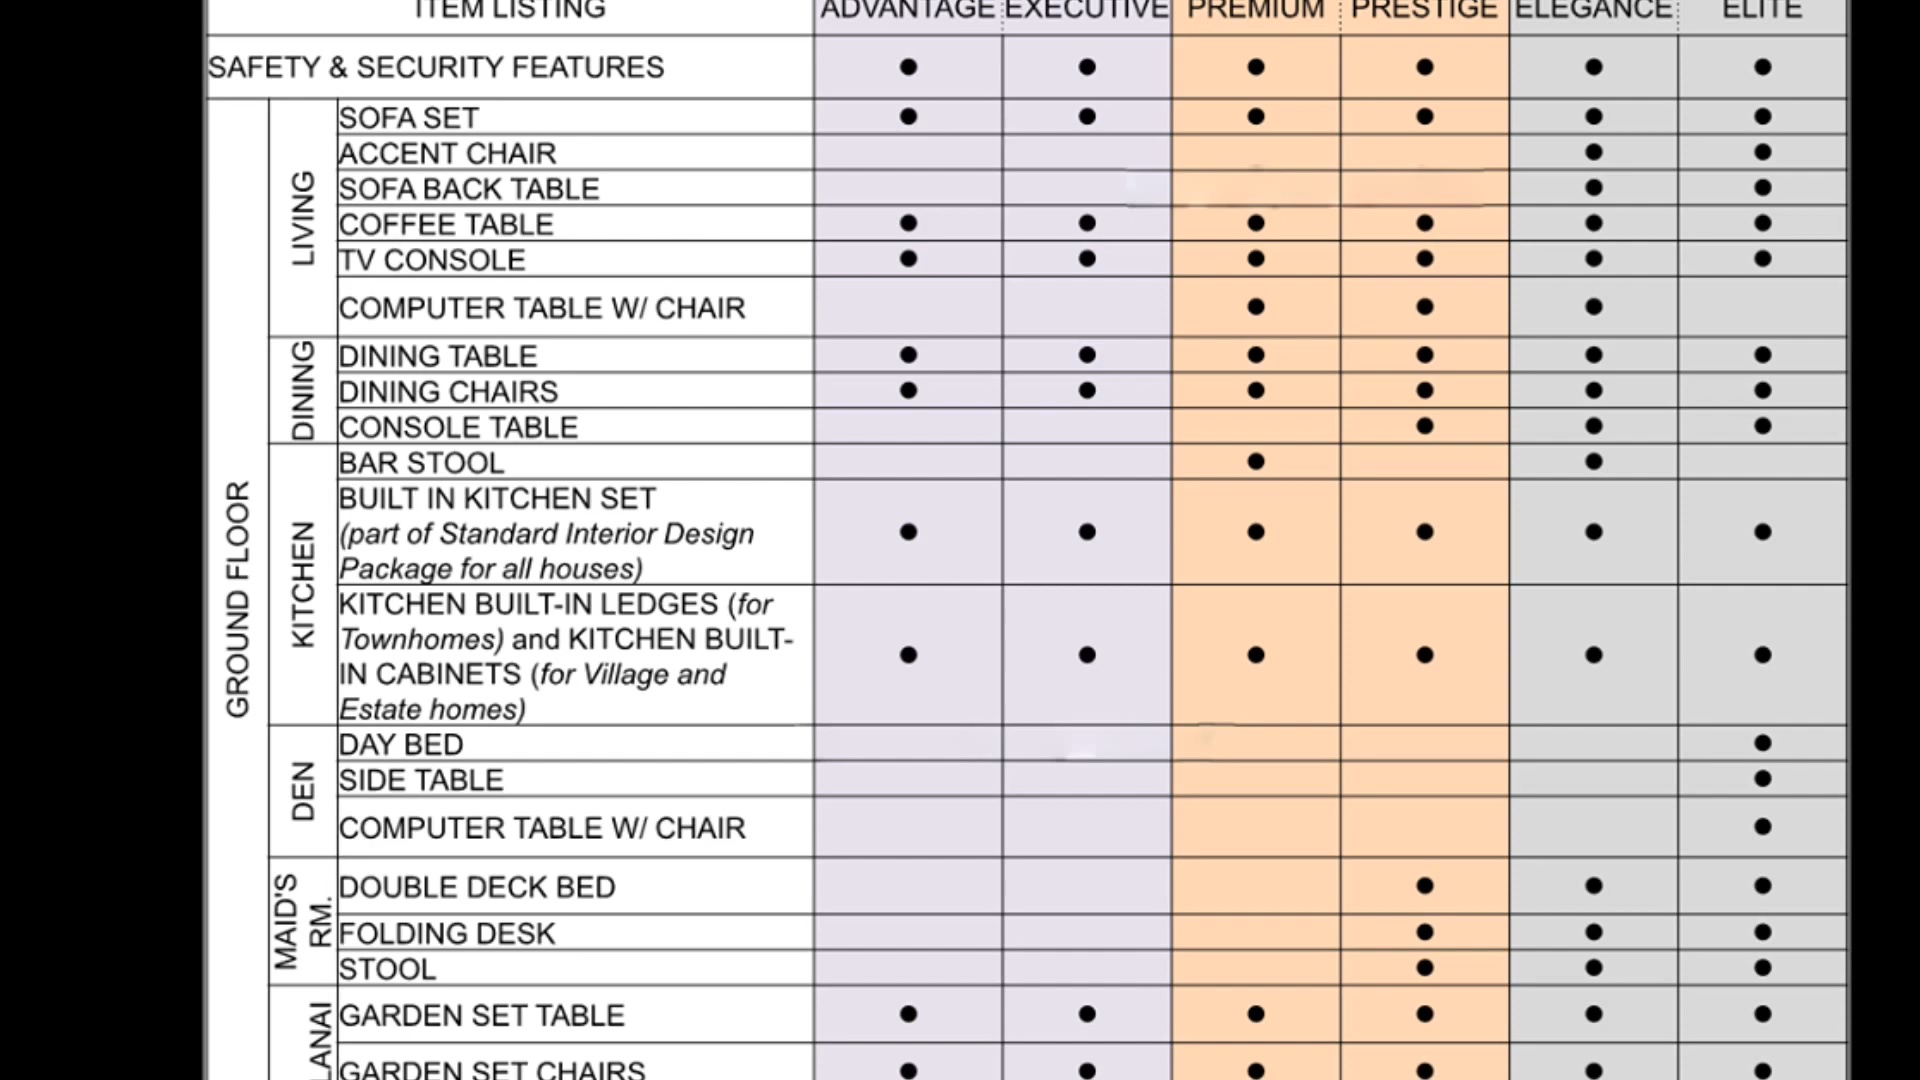 ITEM LISTING ADVANTAGE EXECUTIVE PREMIUM PRESTIGE ELEGANCE ELITE
SAFETY & SECURITY FEATURES ● ● ● ● ● ●
GROUND FLOOR
LIVING
SOFA SET ● ● ● ● ● ●
ACCENT CHAIR ● ●
SOFA BACK TABLE ● ●
COFFEE TABLE ● ● ● ● ● ●
TV CONSOLE ● ● ● ● ● ●
COMPUTER TABLE W/ CHAIR ● ● ●
DINING
DINING TABLE ● ● ● ● ● ●
DINING CHAIRS ● ● ● ● ● ●
CONSOLE TABLE ● ● ●
KITCHEN
BAR STOOL ● ●
BUILT IN KITCHEN SET
(part of Standard Interior Design
Package for all houses) ● ● ● ● ● ●
KITCHEN BUILT-IN LEDGES (for
Townhomes) and KITCHEN BUILT-
IN CABINETS (for Village and
Estate homes) ● ● ● ● ● ●
DEN
DAY BED ●
SIDE TABLE ●
COMPUTER TABLE W/ CHAIR ●
MAID'S
RM.
DOUBLE DECK BED ● ● ●
FOLDING DESK ● ● ●
STOOL ● ● ●
LANAI
GARDEN SET TABLE ● ● ● ● ● ●
GARDEN SET CHAIRS ● ● ● ● ● ●